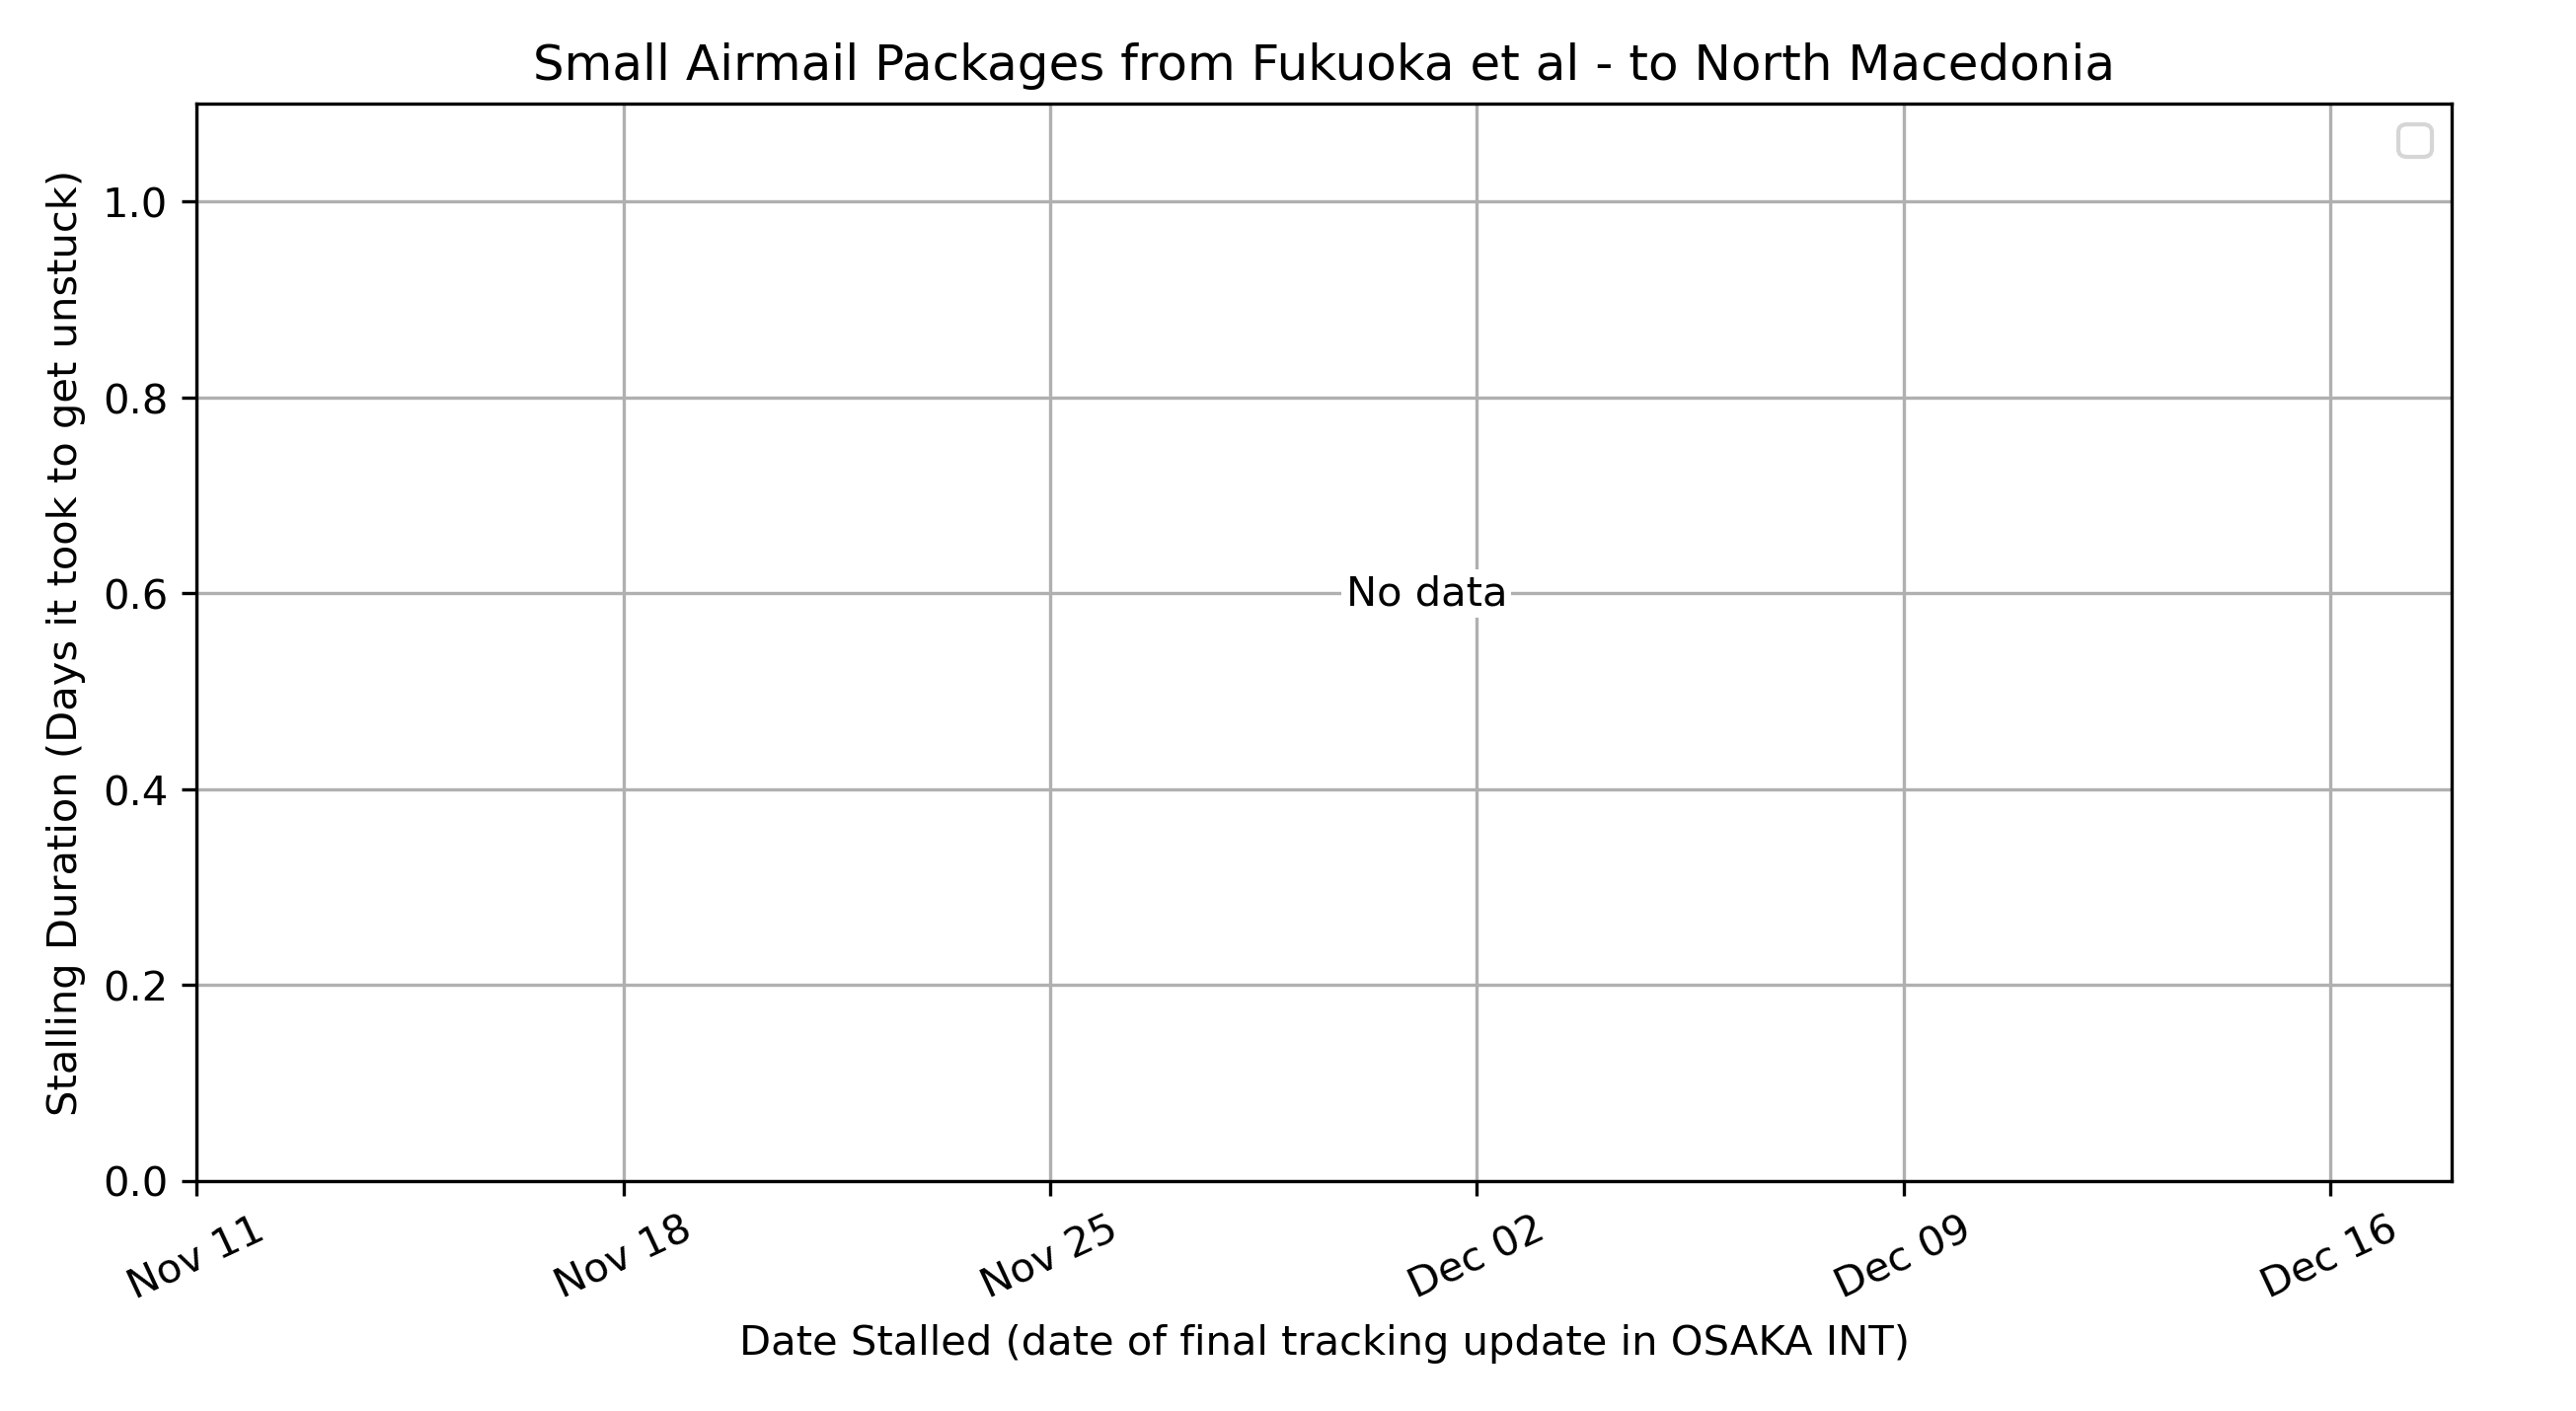 Small Airmail Packages from Fukuoka et al - to North Macedonia
Stalling Duration (Days it took to get unstuck)
1.0
0.8
0.6
0.4
0.2
0.0
No data
Nov 11
Nov 18
Nov 25
Dec 02
Dec 09
Dec 16
Date Stalled (date of final tracking update in OSAKA INT)